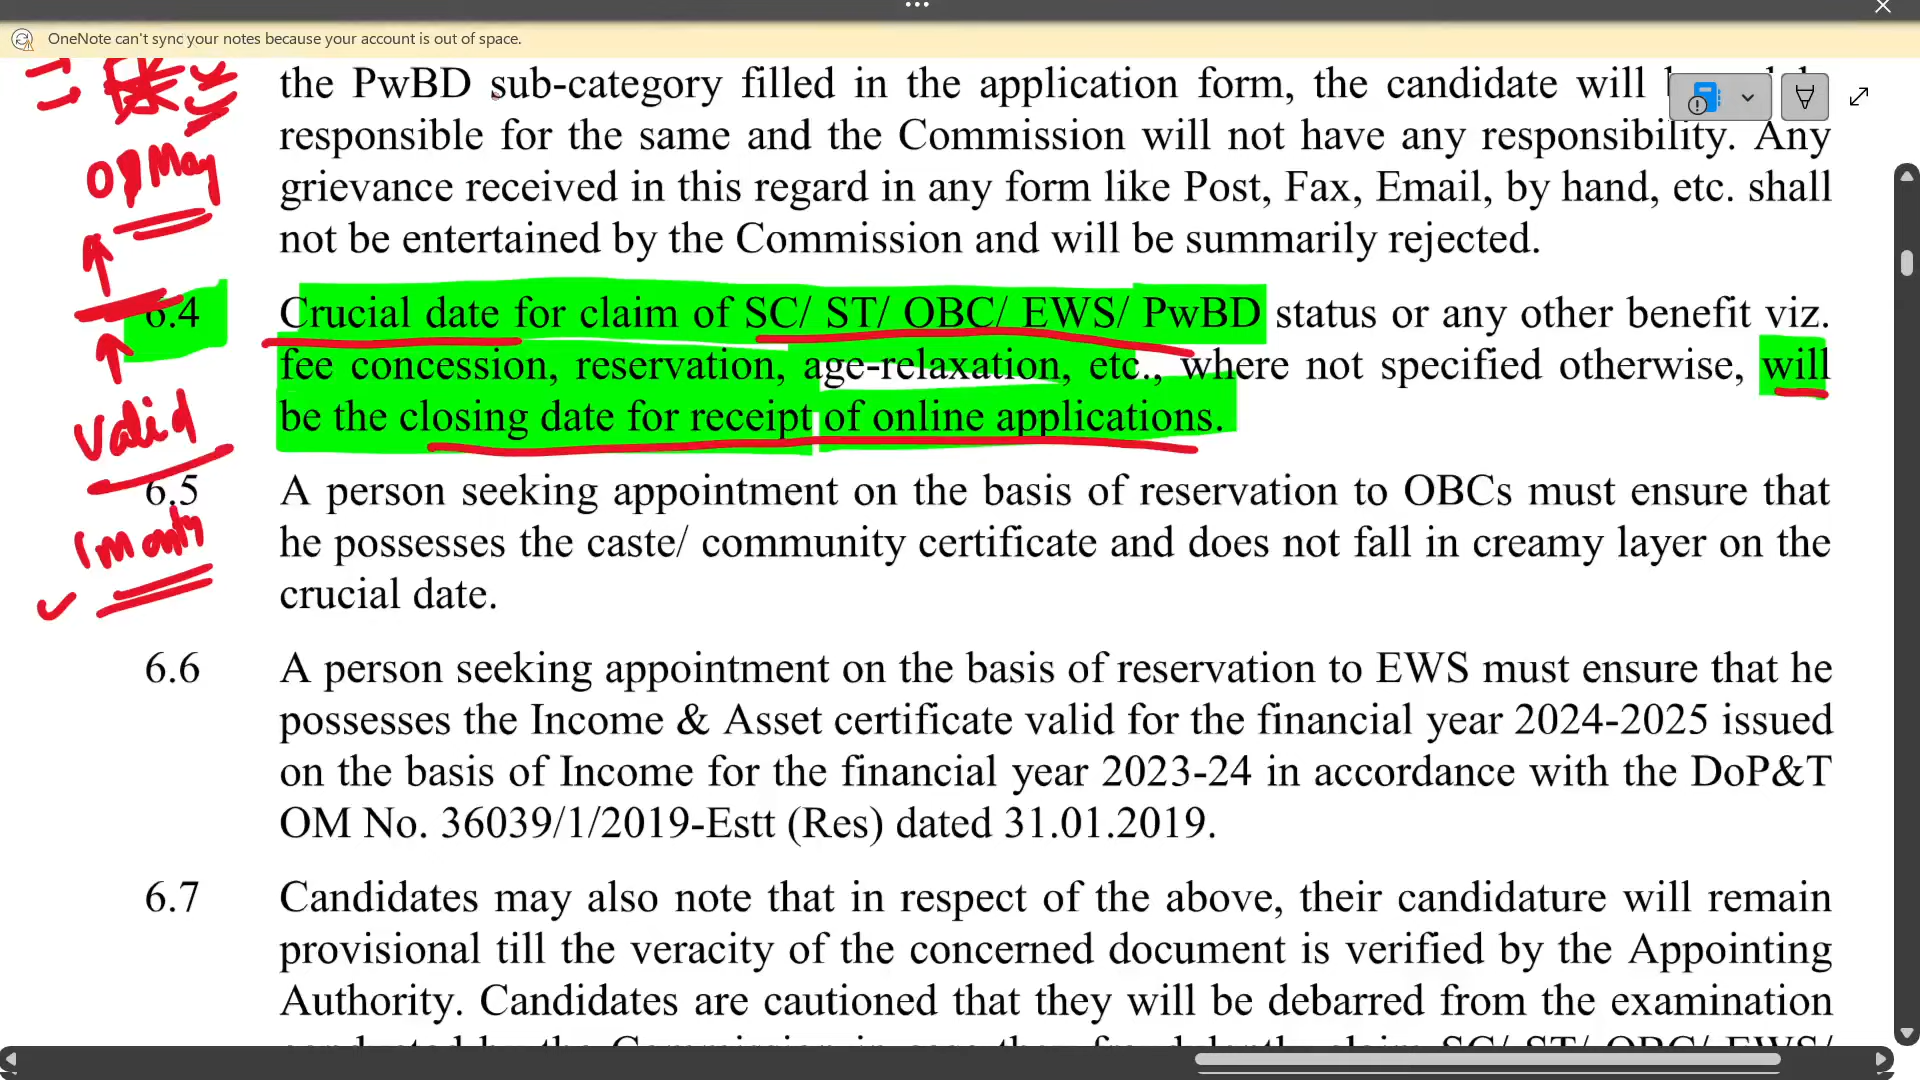 OneNote can't sync your notes because your account is out of space.
the PwBD sub-category filled in the application form, the candidate will
responsible for the same and the Commission will not have any responsibility. Any
grievance received in this regard in any form like Post, Fax, Email, by hand, etc. shall
not be entertained by the Commission and will be summarily rejected.
May
6.4 Crucial date for claim of SC/ ST/ OBC/ EWS/ PwBD status or any other benefit viz.
fee concession, reservation, age-relaxation, etc., where not specified otherwise, will
be the closing date for receipt of online applications.
Valid
6.5 A person seeking appointment on the basis of reservation to OBCs must ensure that
he possesses the caste/ community certificate and does not fall in creamy layer on the
crucial date.
1 month
6.6 A person seeking appointment on the basis of reservation to EWS must ensure that he
possesses the Income & Asset certificate valid for the financial year 2024-2025 issued
on the basis of Income for the financial year 2023-24 in accordance with the DoP&T
OM No. 36039/1/2019-Estt (Res) dated 31.01.2019.
6.7 Candidates may also note that in respect of the above, their candidature will remain
provisional till the veracity of the concerned document is verified by the Appointing
Authority. Candidates are cautioned that they will be debarred from the examination